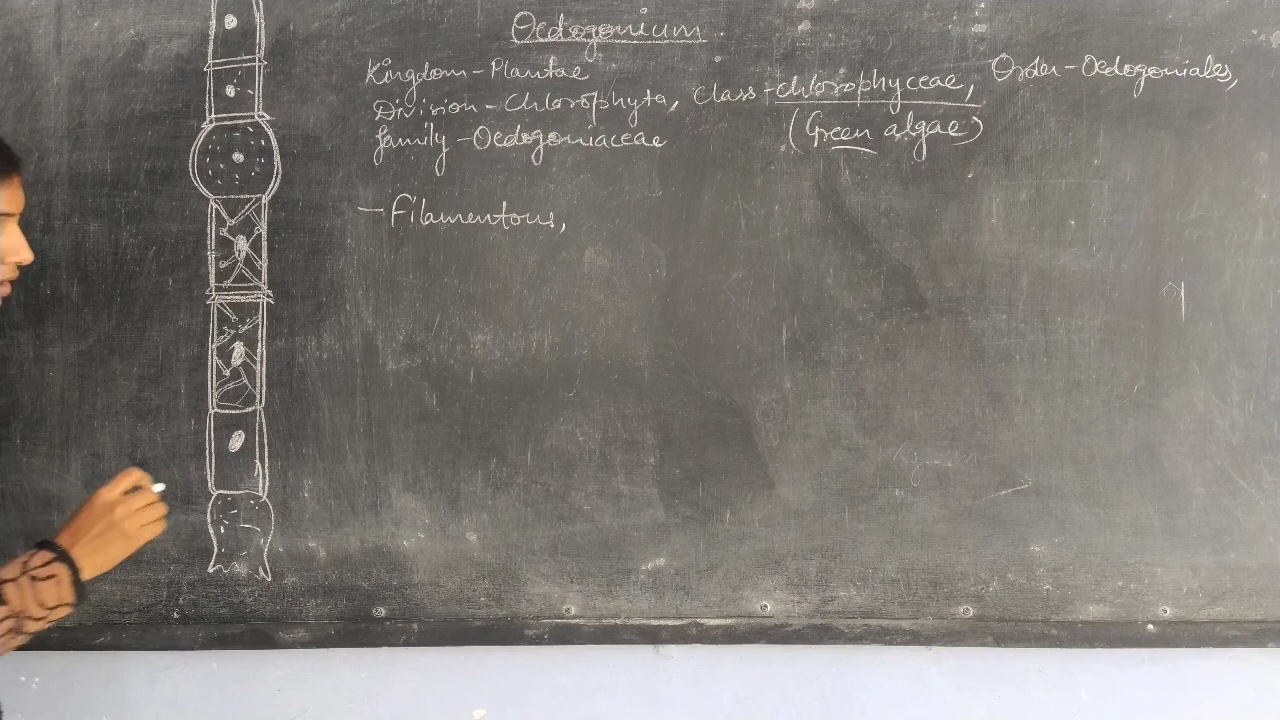 Oedogonium.
Kingdom - Plantae
Division - Chlorophyta, Class - Chlorophyceae, Order - Oedogoniales,
(Green algae)
family - Oedogoniaceae
- Filamentous,